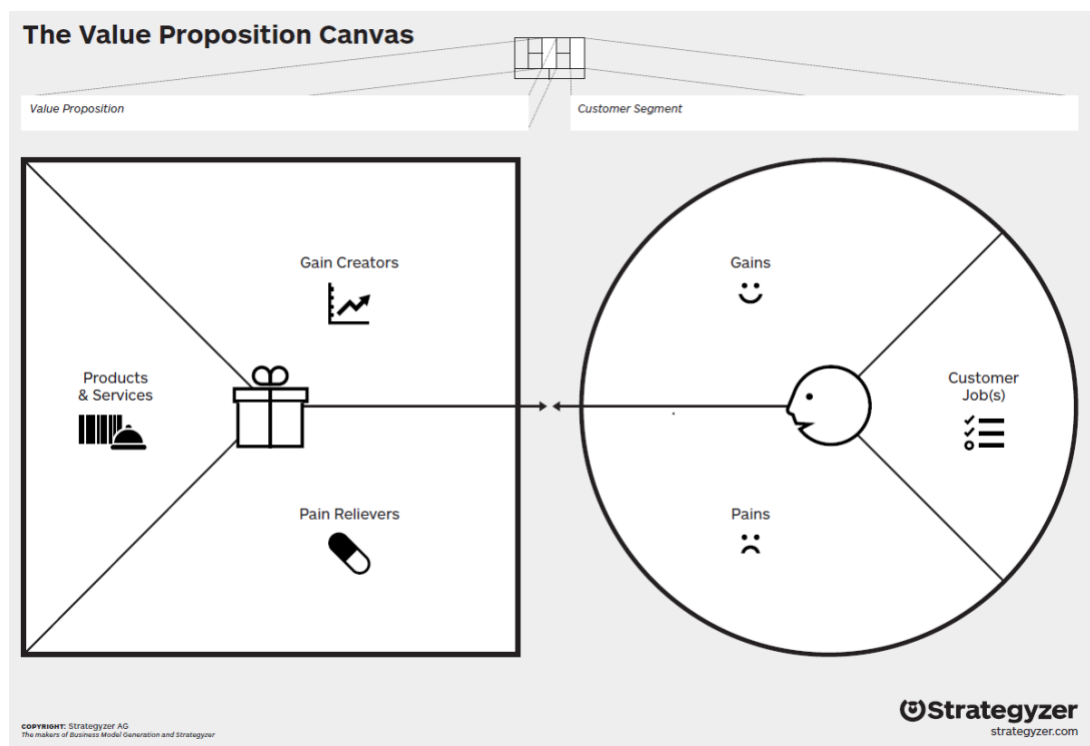 The Value Proposition Canvas
Value Proposition
Customer Segment
Gain Creators
Gains
Products
& Services
Customer
Job(s)
Pain Relievers
Pains
COPYRIGHT: Strategyzer AG
The makers of Business Model Generation and Strategyzer
Strategyzer
strategyzer.com